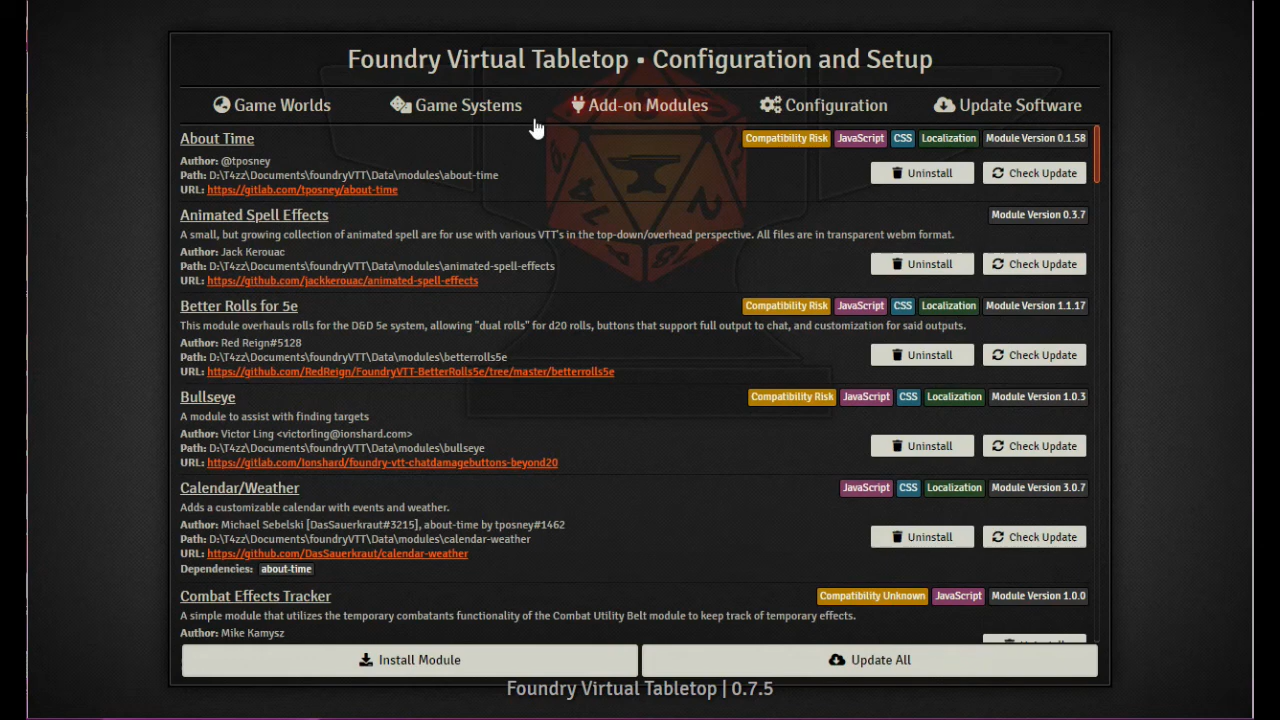 Foundry Virtual Tabletop • Configuration and Setup
Game Worlds
Game Systems
Add-on Modules
Configuration
Update Software
About Time
Compatibility Risk
JavaScript
CSS
Localization
Module Version 0.1.58
Author: @tposney
Path: D:\T4zz\Documents\foundryVTT\Data\modules\about-time
URL: https://gitlab.com/tposney/about-time
Uninstall
Check Update
Animated Spell Effects
Module Version 0.3.7
A small, but growing collection of animated spell are for use with various VTT's in the top-down/overhead perspective. All files are in transparent webm format.
Author: Jack Kerouac
Path: D:\T4zz\Documents\foundryVTT\Data\modules\animated-spell-effects
URL: https://github.com/jackkerouac/animated-spell-effects
Uninstall
Check Update
Better Rolls for 5e
Compatibility Risk
JavaScript
CSS
Localization
Module Version 1.1.17
This module overhauls rolls for the D&D 5e system, allowing "dual rolls" for d20 rolls, buttons that support full output to chat, and customization for said outputs.
Author: Red Reign#5128
Path: D:\T4zz\Documents\foundryVTT\Data\modules\betterrolls5e
URL: https://github.com/RedReign/FoundryVTT-BetterRolls5e/tree/master/betterrolls5e
Uninstall
Check Update
Bullseye
Compatibility Risk
JavaScript
CSS
Localization
Module Version 1.0.3
A module to assist with finding targets
Author: Victor Ling <victorling@ionshard.com>
Path: D:\T4zz\Documents\foundryVTT\Data\modules\bullseye
URL: https://gitlab.com/Ionshard/foundry-vtt-chatdamagebuttons-beyond20
Uninstall
Check Update
Calendar/Weather
JavaScript
CSS
Localization
Module Version 3.0.7
Adds a customizable calendar with events and weather.
Author: Michael Sebelski [DasSauerkraut#3215], about-time by tposney#1462
Path: D:\T4zz\Documents\foundryVTT\Data\modules\calendar-weather
URL: https://github.com/DasSauerkraut/calendar-weather
Dependencies: about-time
Uninstall
Check Update
Combat Effects Tracker
Compatibility Unknown
JavaScript
Module Version 1.0.0
A simple module that utilizes the temporary combatants functionality of the Combat Utility Belt module to keep track of temporary effects.
Author: Mike Kamysz
Install Module
Update All
Foundry Virtual Tabletop | 0.7.5